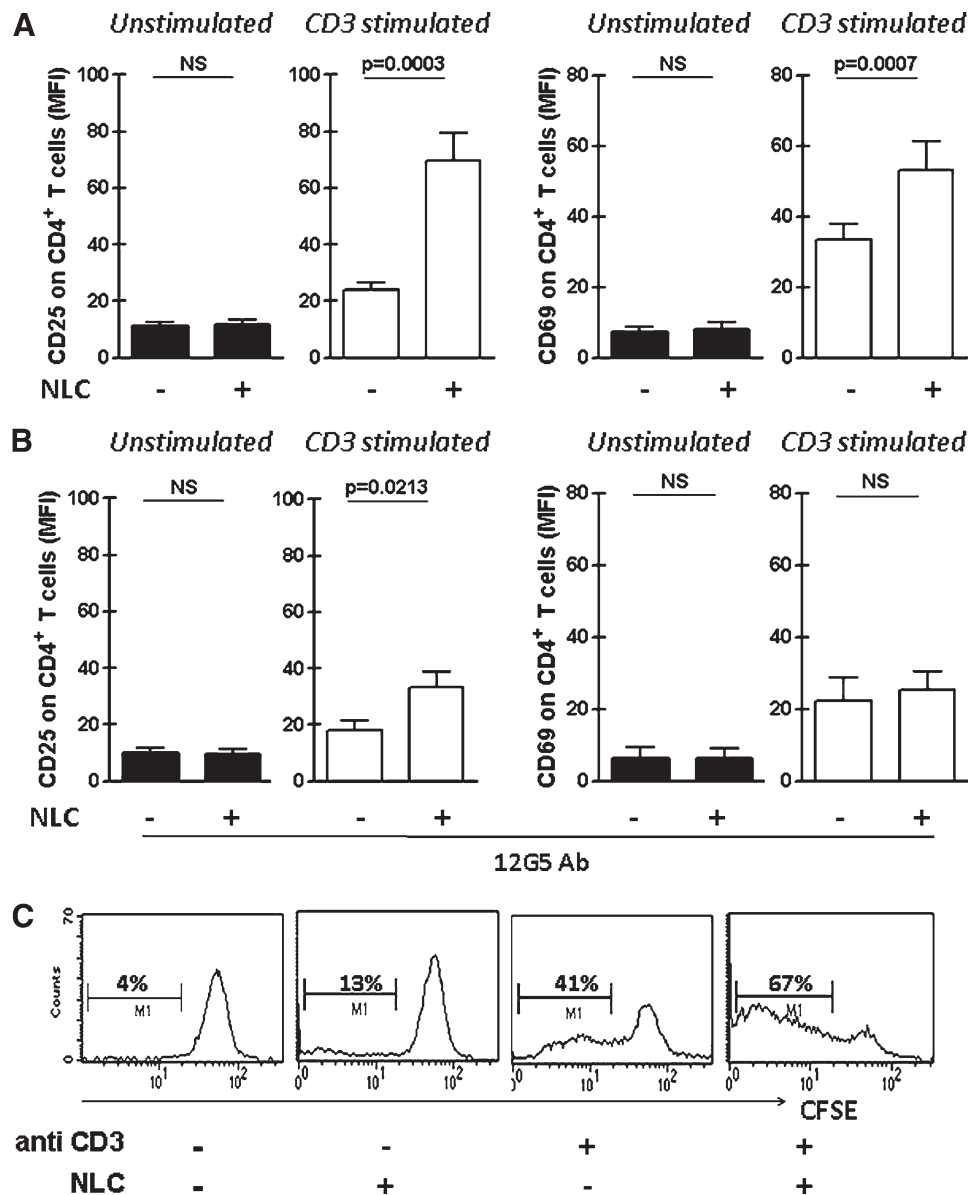 A
Unstimulated CD3 stimulated Unstimulated CD3 stimulated
NS p=0.0003 NS p=0.0007
CD25 on CD4+ T cells (MFI)
100 80 60 40 20 0
100 80 60 40 20 0
CD69 on CD4+ T cells (MFI)
80 60 40 20 0
80 60 40 20 0
NLC - + - + - + - +
B
Unstimulated CD3 stimulated Unstimulated CD3 stimulated
NS p=0.0213 NS NS
CD25 on CD4+ T cells (MFI)
100 80 60 40 20 0
100 80 60 40 20 0
CD69 on CD4+ T cells (MFI)
80 60 40 20 0
80 60 40 20 0
NLC - + - + - + - +
12G5 Ab
C
70
Counts
0
4% 13% 41% 67%
M1 M1 M1 M1
10¹ 10² 0 10¹ 10² 0 10¹ 10² 0 10¹ 10²
CFSE
anti CD3 - - + +
NLC - + - +